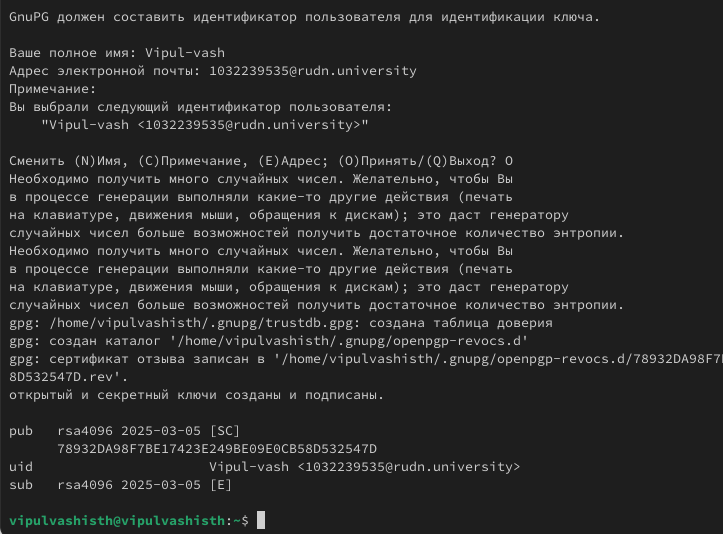 GnuPG должен составить идентификатор пользователя для идентификации ключа.
Ваше полное имя: Vipul-vash
Адрес электронной почты: 1032239535@rudn.university
Примечание:
Вы выбрали следующий идентификатор пользователя:
"Vipul-vash <1032239535@rudn.university>"
Сменить (N)Имя, (C)Примечание, (E)Адрес; (O)Принять/(Q)Выход? O
Необходимо получить много случайных чисел. Желательно, чтобы Вы
в процессе генерации выполняли какие-то другие действия (печать
на клавиатуре, движения мыши, обращения к дискам); это даст генератору
случайных чисел больше возможностей получить достаточное количество энтропии.
Необходимо получить много случайных чисел. Желательно, чтобы Вы
в процессе генерации выполняли какие-то другие действия (печать
на клавиатуре, движения мыши, обращения к дискам); это даст генератору
случайных чисел больше возможностей получить достаточное количество энтропии.
gpg: /home/vipulvashisth/.gnupg/trustdb.gpg: создана таблица доверия
gpg: создан каталог '/home/vipulvashisth/.gnupg/openpgp-revocs.d'
gpg: сертификат отзыва записан в '/home/vipulvashisth/.gnupg/openpgp-revocs.d/78932DA98F7B
8D532547D.rev'.
открытый и секретный ключи созданы и подписаны.
pub rsa4096 2025-03-05 [SC]
78932DA98F7BE17423E249BE09E0CB58D532547D
uid Vipul-vash <1032239535@rudn.university>
sub rsa4096 2025-03-05 [E]
vipulvashisth@vipulvashisth:~$